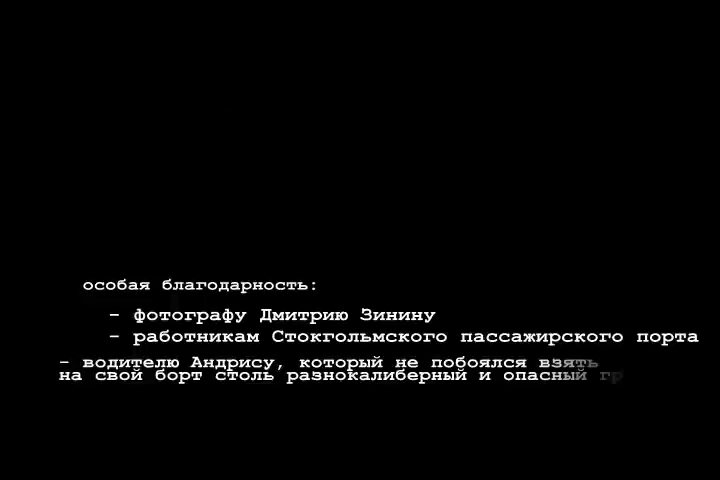 особая благодарность:
- фотографу Дмитрию Зинину
- работникам Стокгольмского пассажирского порта
- водителю Андрису, который не побоялся взять
на свой борт столь разнокалиберный и опасный